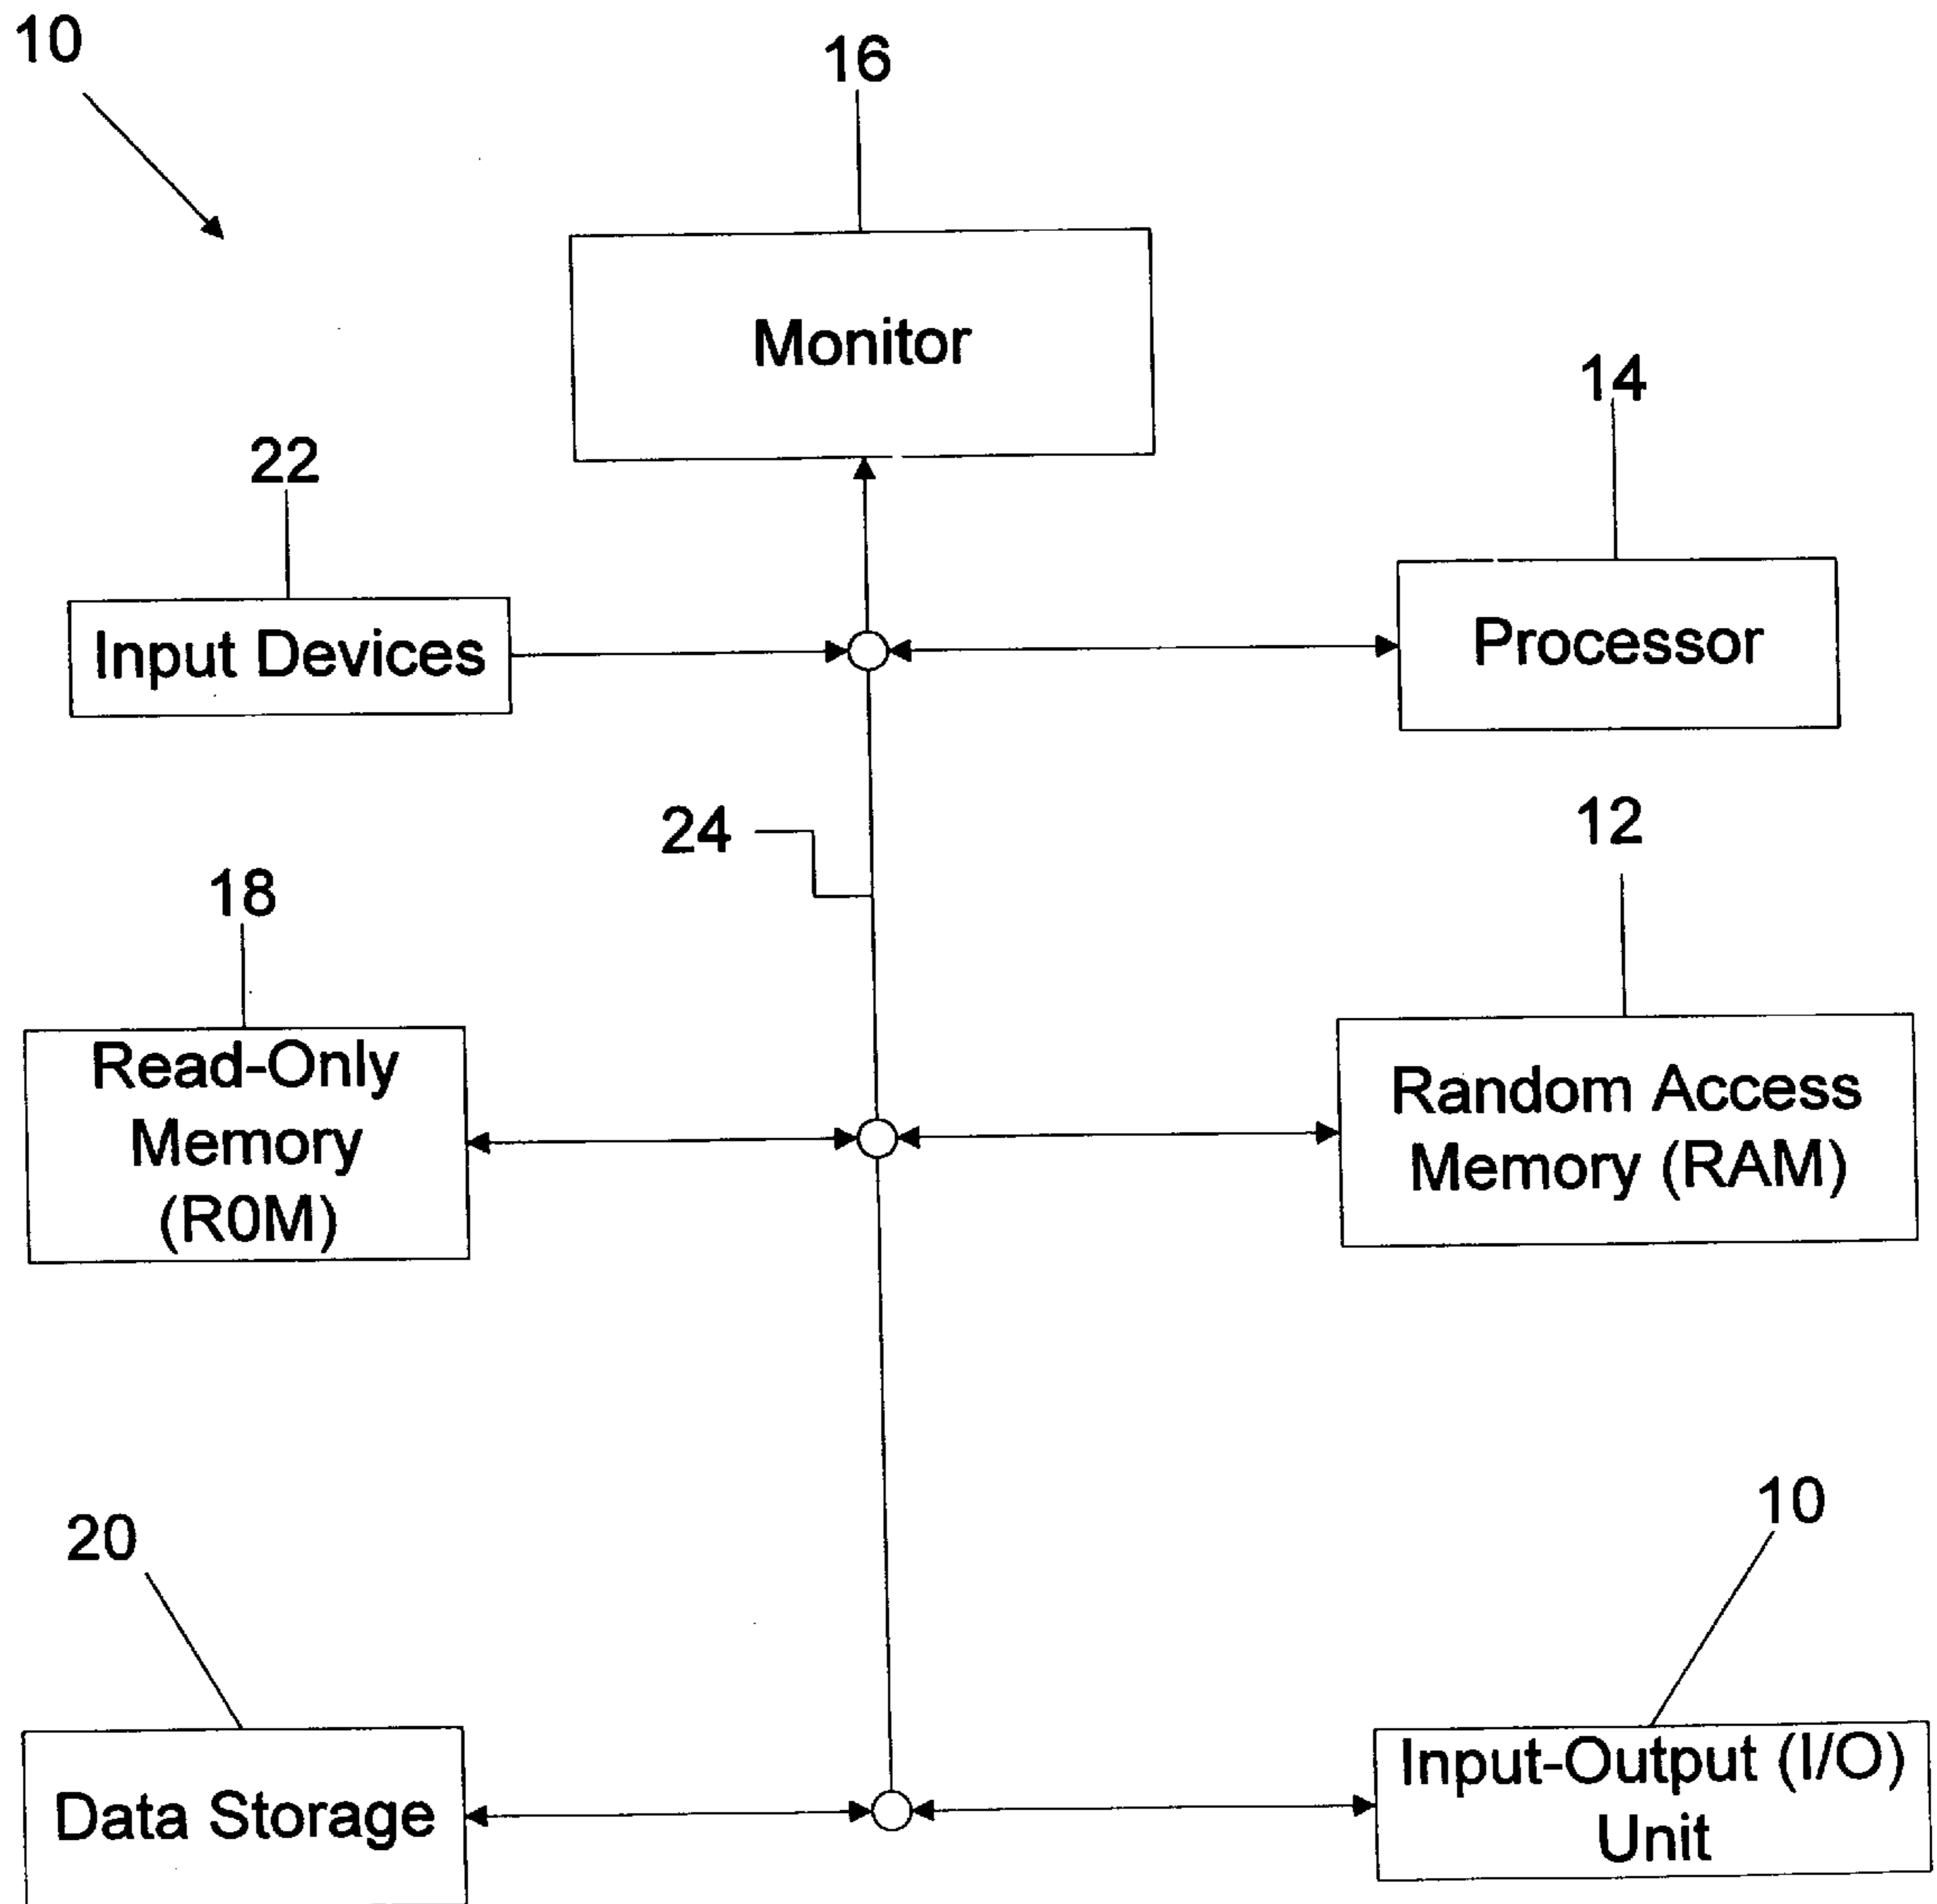 10
16
Monitor
14
22
Input Devices
Processor
24
12
18
Read-Only
Memory
(R0M)
Random Access
Memory (RAM)
20
10
Data Storage
Input-Output (I/O)
Unit